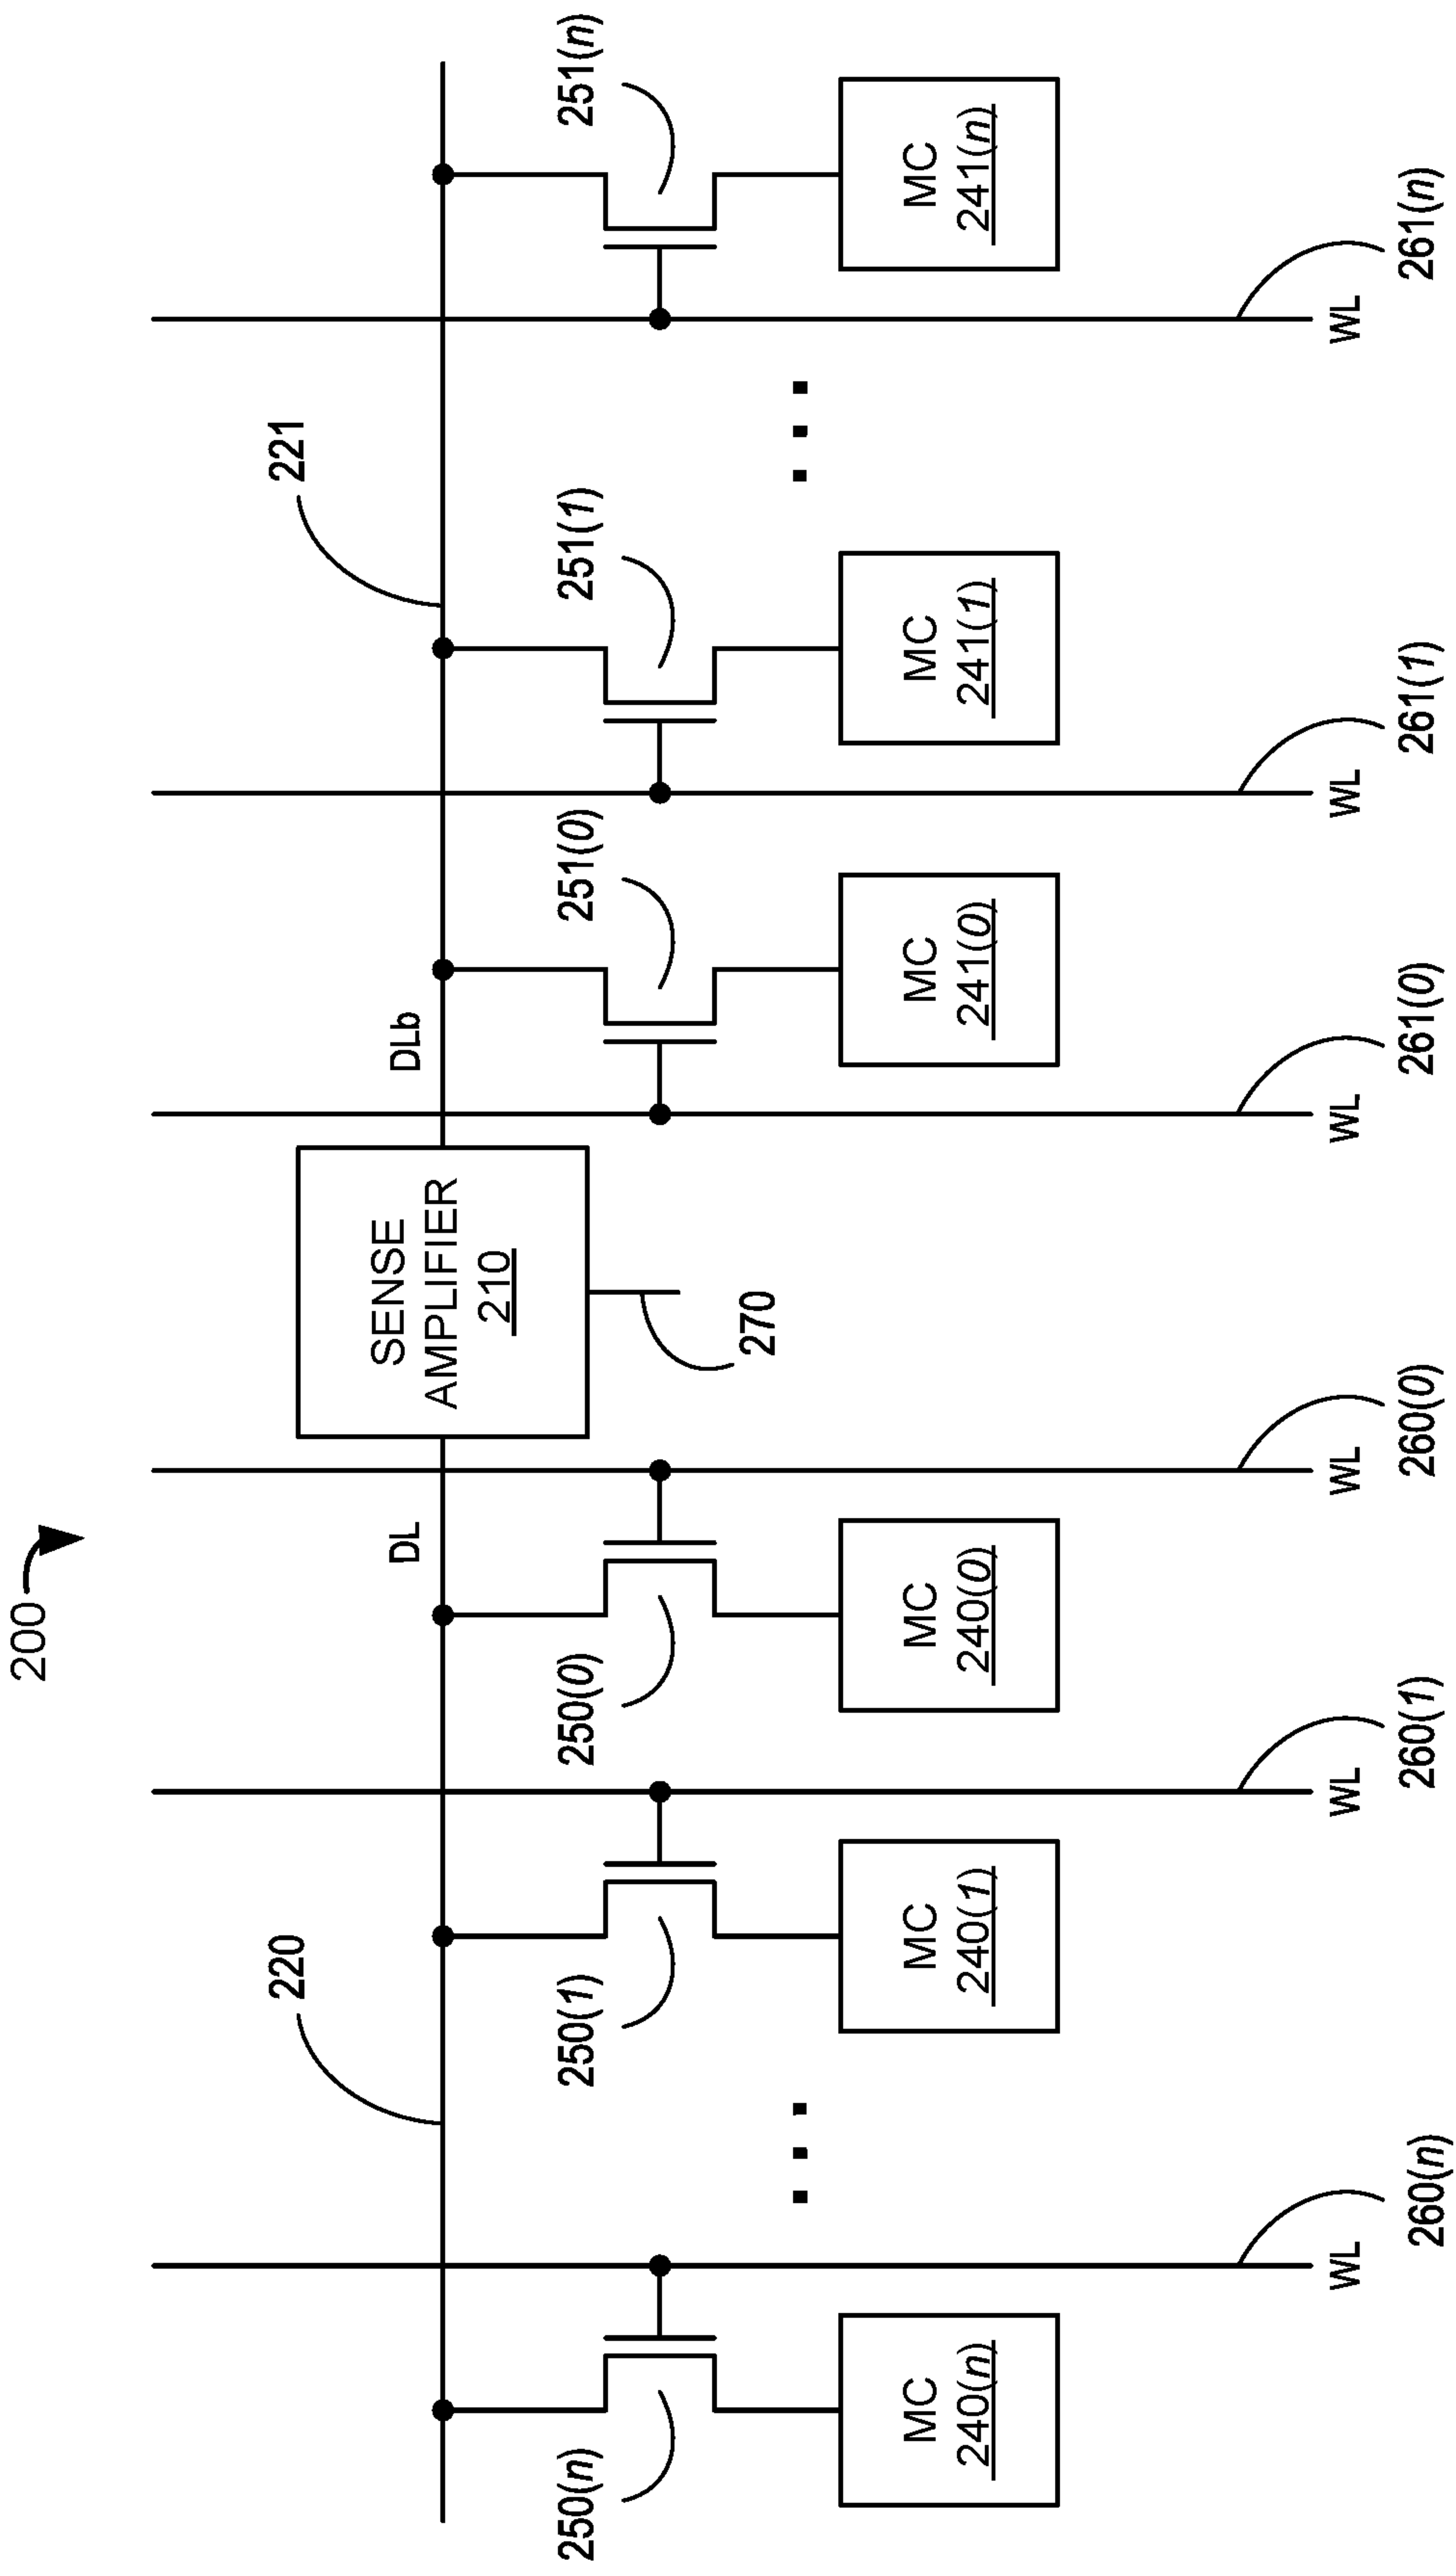 200
220
221
DL
SENSE
AMPLIFIER
210
DLb
270
250(n)
250(1)
250(0)
251(0)
251(1)
251(n)
MC
240(n)
MC
240(1)
MC
240(0)
MC
241(0)
MC
241(1)
MC
241(n)
WL
WL
WL
WL
WL
WL
260(n)
260(1)
260(0)
261(0)
261(1)
261(n)